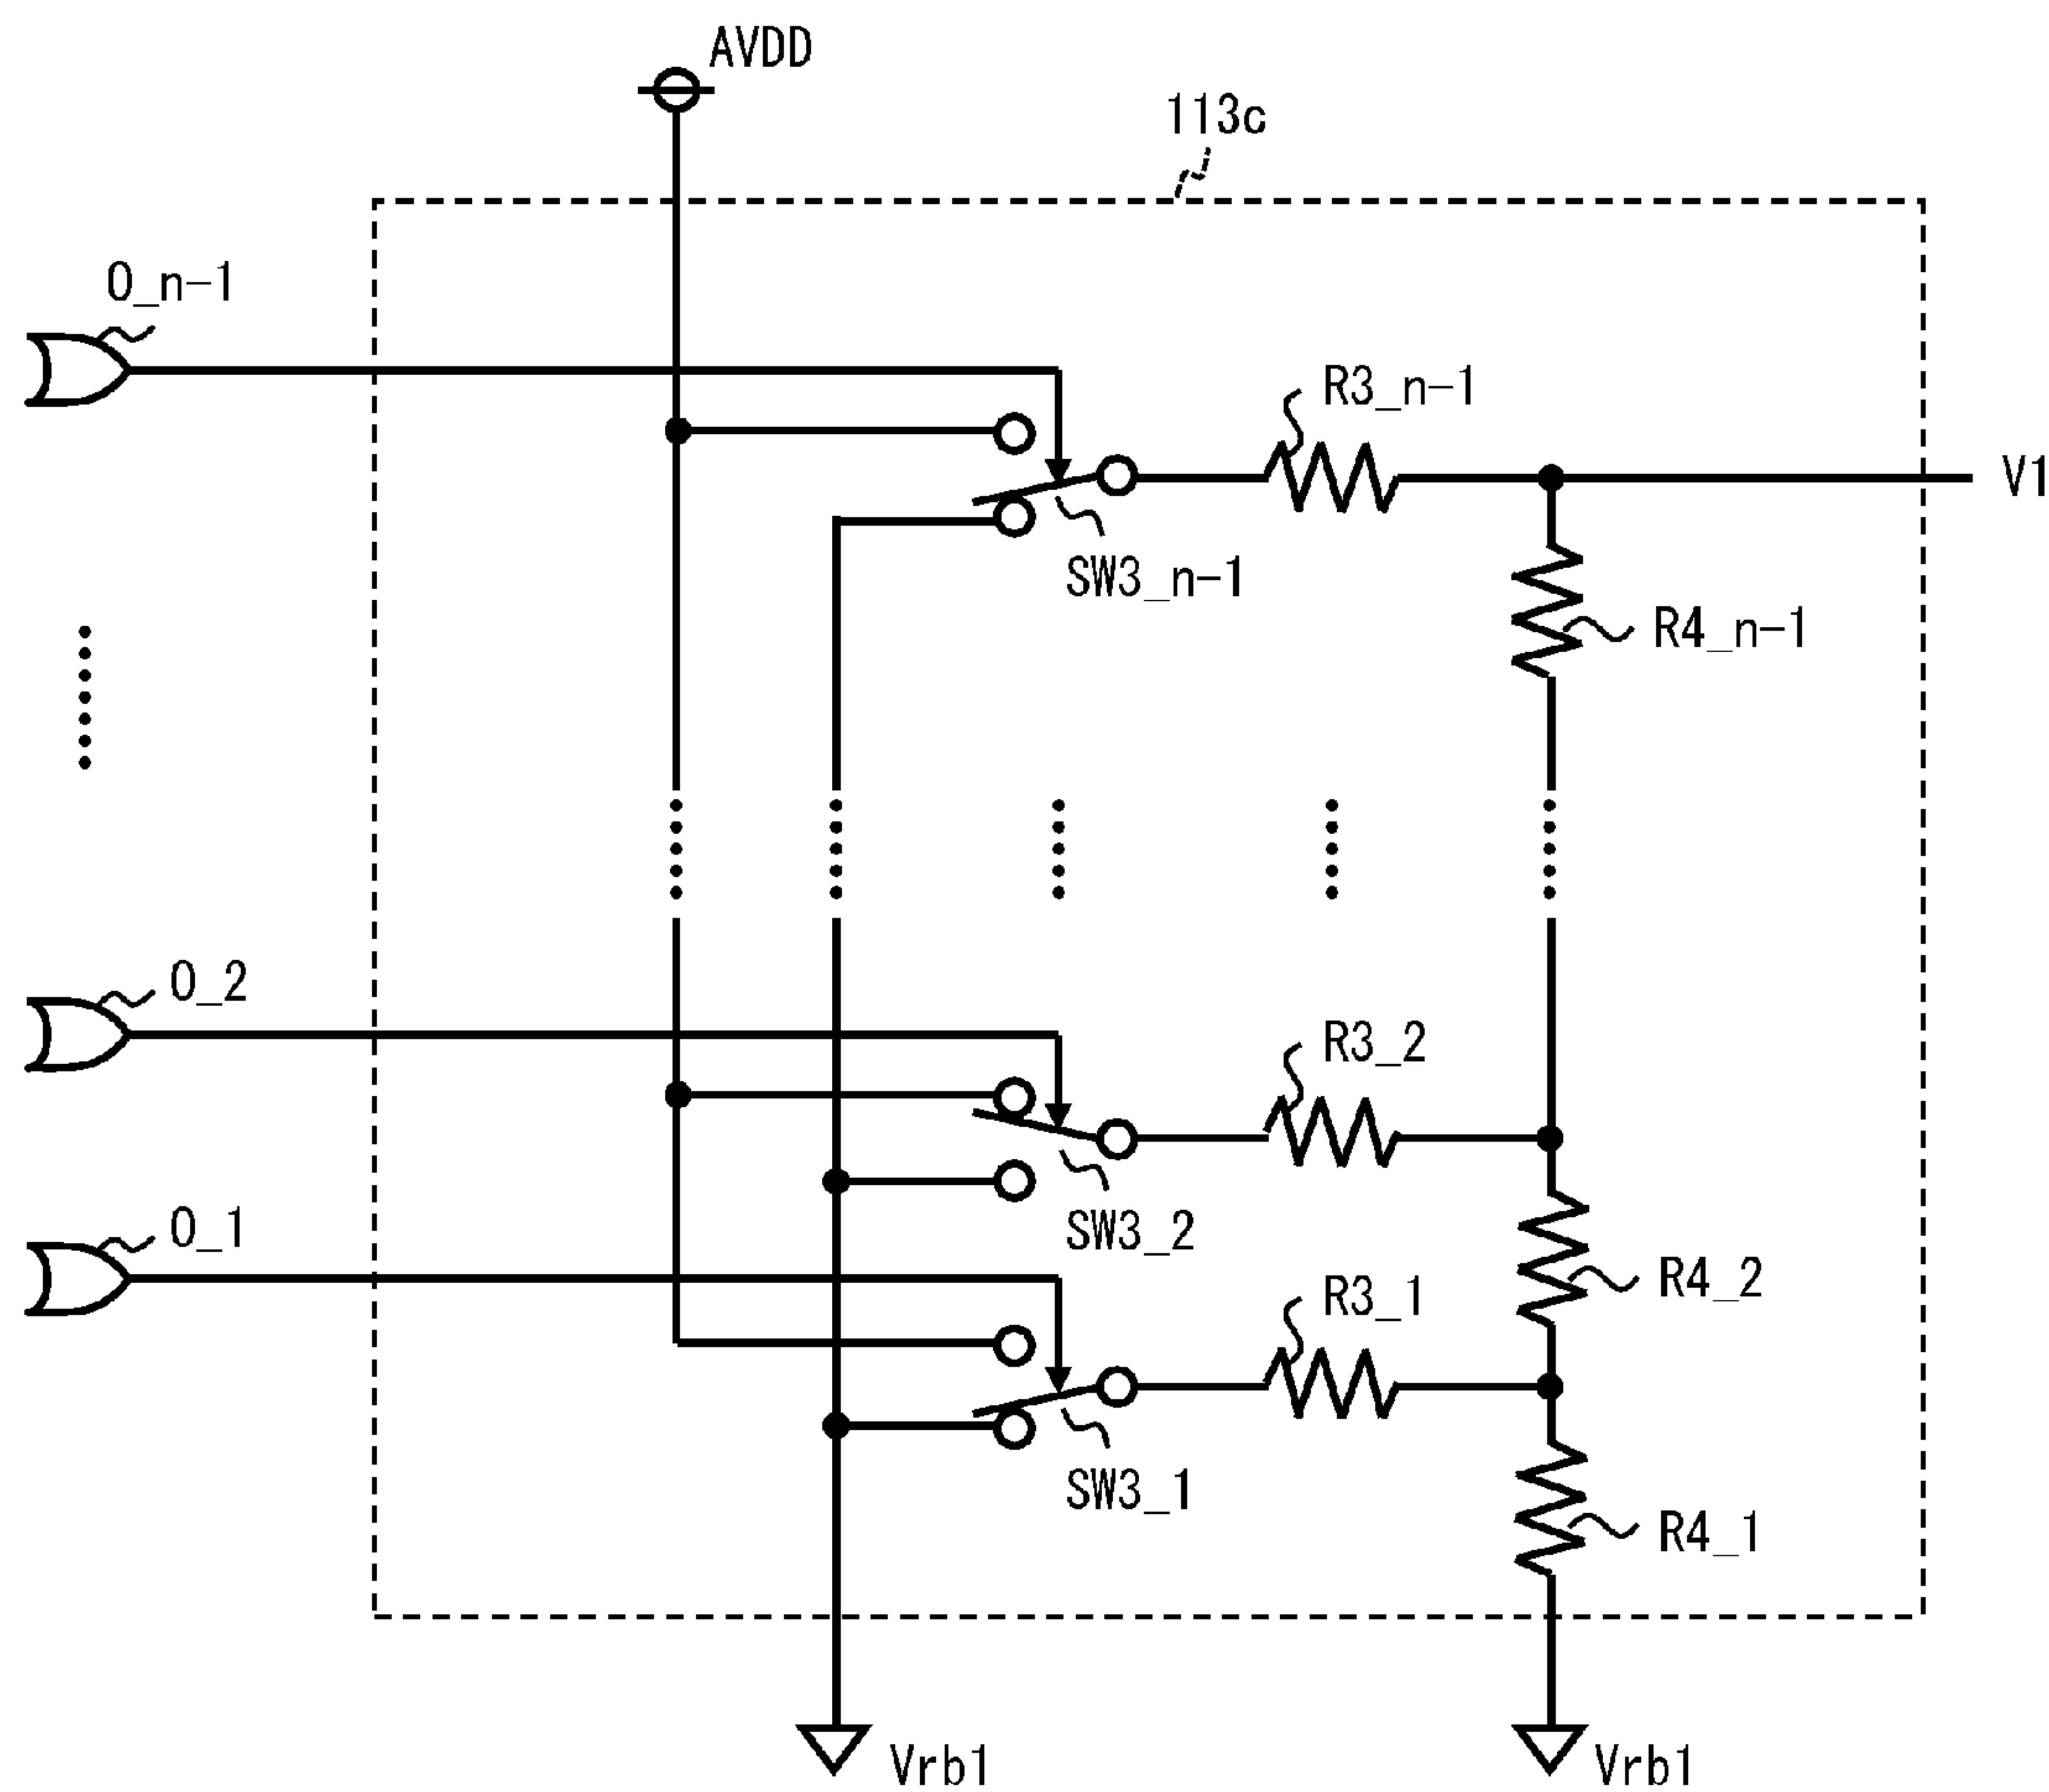 AVDD
113c
O_n-1
R3_n-1
V1
SW3_n-1
R4_n-1
O_2
R3_2
SW3_2
O_1
R4_2
R3_1
SW3_1
R4_1
Vrb1
Vrb1